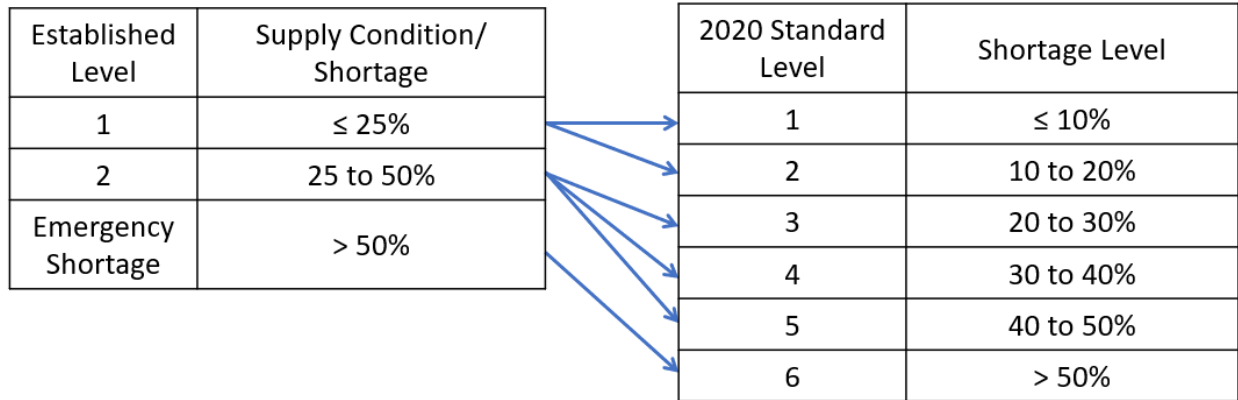 Established Level
Supply Condition/ Shortage
1
≤ 25%
2
25 to 50%
Emergency Shortage
> 50%
2020 Standard Level
Shortage Level
1
≤ 10%
2
10 to 20%
3
20 to 30%
4
30 to 40%
5
40 to 50%
6
> 50%